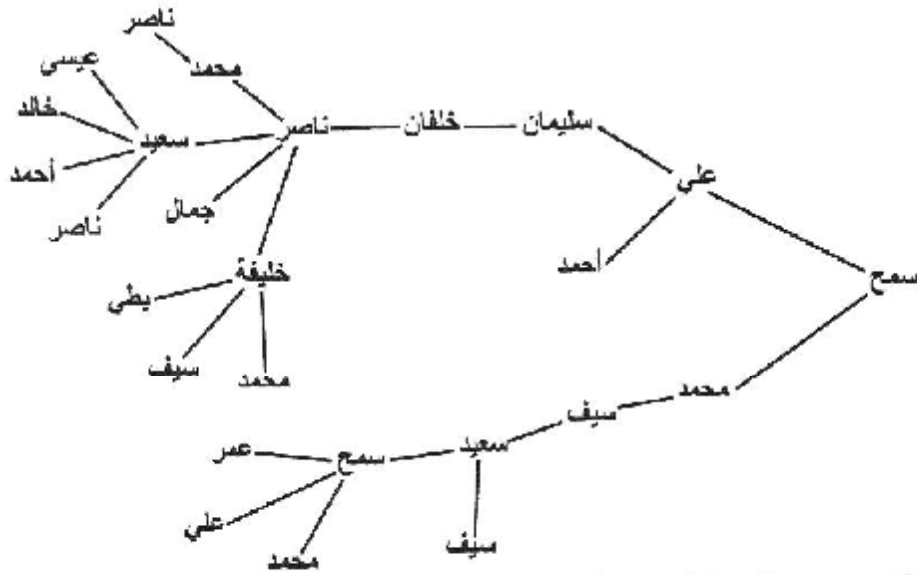 ناصر
محمد
عيسي
خالد
سعيد
ناصر
خلفان
سليمان
أحمد
ناصر
جمال
علي
أحمد
سمح
خليفة
بطي
سيف
محمد
محمد
سيف
سعيد
سمح
عمر
علي
محمد
سيف